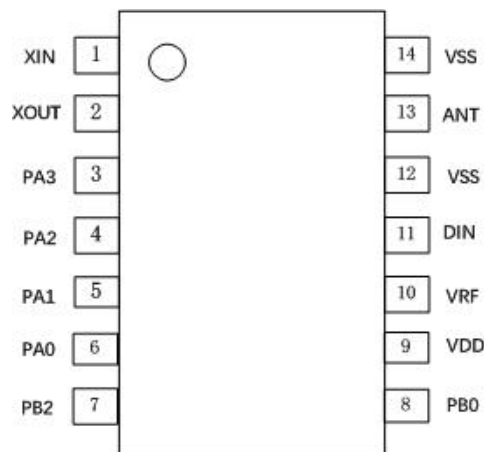 XIN 1 14 VSS
XOUT 2 13 ANT
PA3 3 12 VSS
PA2 4 11 DIN
PA1 5 10 VRF
PA0 6 9 VDD
PB2 7 8 PB0